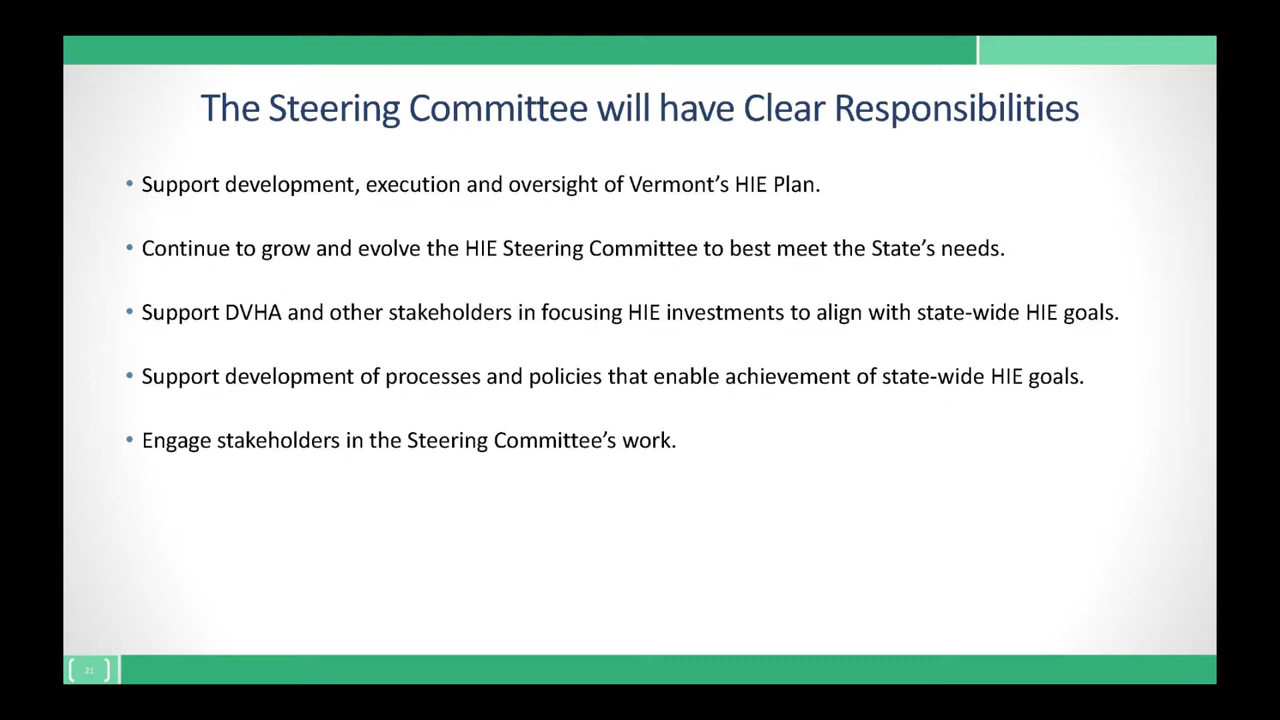 The Steering Committee will have Clear Responsibilities
• Support development, execution and oversight of Vermont’s HIE Plan.
• Continue to grow and evolve the HIE Steering Committee to best meet the State’s needs.
• Support DVHA and other stakeholders in focusing HIE investments to align with state-wide HIE goals.
• Support development of processes and policies that enable achievement of state-wide HIE goals.
• Engage stakeholders in the Steering Committee’s work.
21